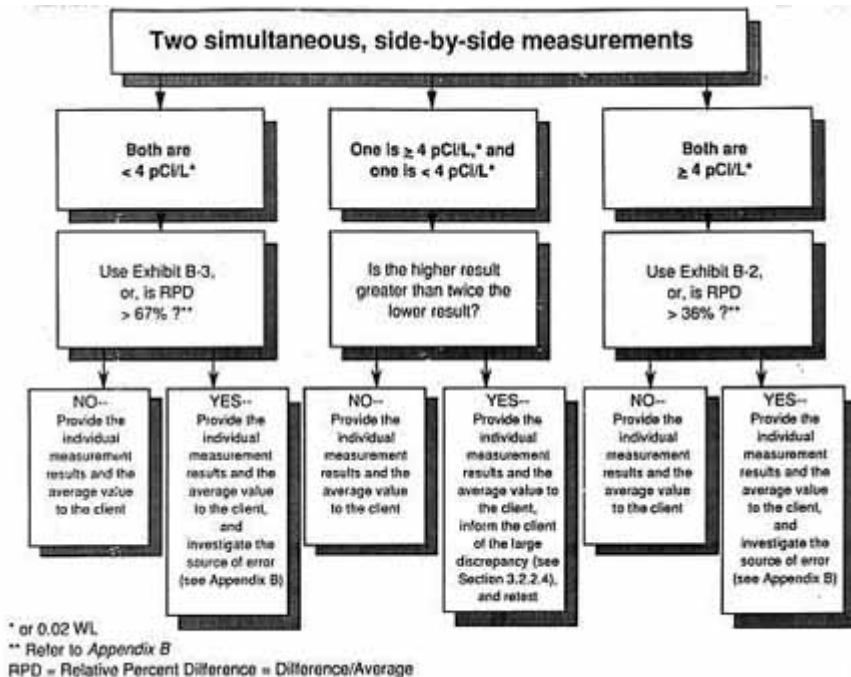 Two simultaneous, side-by-side measurements
Both are
< 4 pCi/L*
One is ≥ 4 pCi/L,* and
one is < 4 pCi/L*
Both are
≥ 4 pCi/L*
Use Exhibit B-3,
or, is RPD
> 67% ?**
Is the higher result
greater than twice the
lower result?
Use Exhibit B-2,
or, is RPD
> 36% ?**
NO--
Provide the
individual
measurement
results and the
average value
to the client
YES--
Provide the
individual
measurement
results and the
average value
to the client,
and
investigate the
source of error
(see Appendix B)
NO--
Provide the
individual
measurement
results and the
average value
to the client
YES--
Provide the
individual
measurement
results and the
average value to
the client,
inform the client
of the large
discrepancy (see
Section 3.2.2.4),
and retest
NO--
Provide the
individual
measurement
results and the
average value
to the client
YES--
Provide the
individual
measurement
results and the
average value
to the client,
and
investigate the
source of error
(see Appendix B)
* or 0.02 WL
** Refer to Appendix B
RPD = Relative Percent Difference = Difference/Average